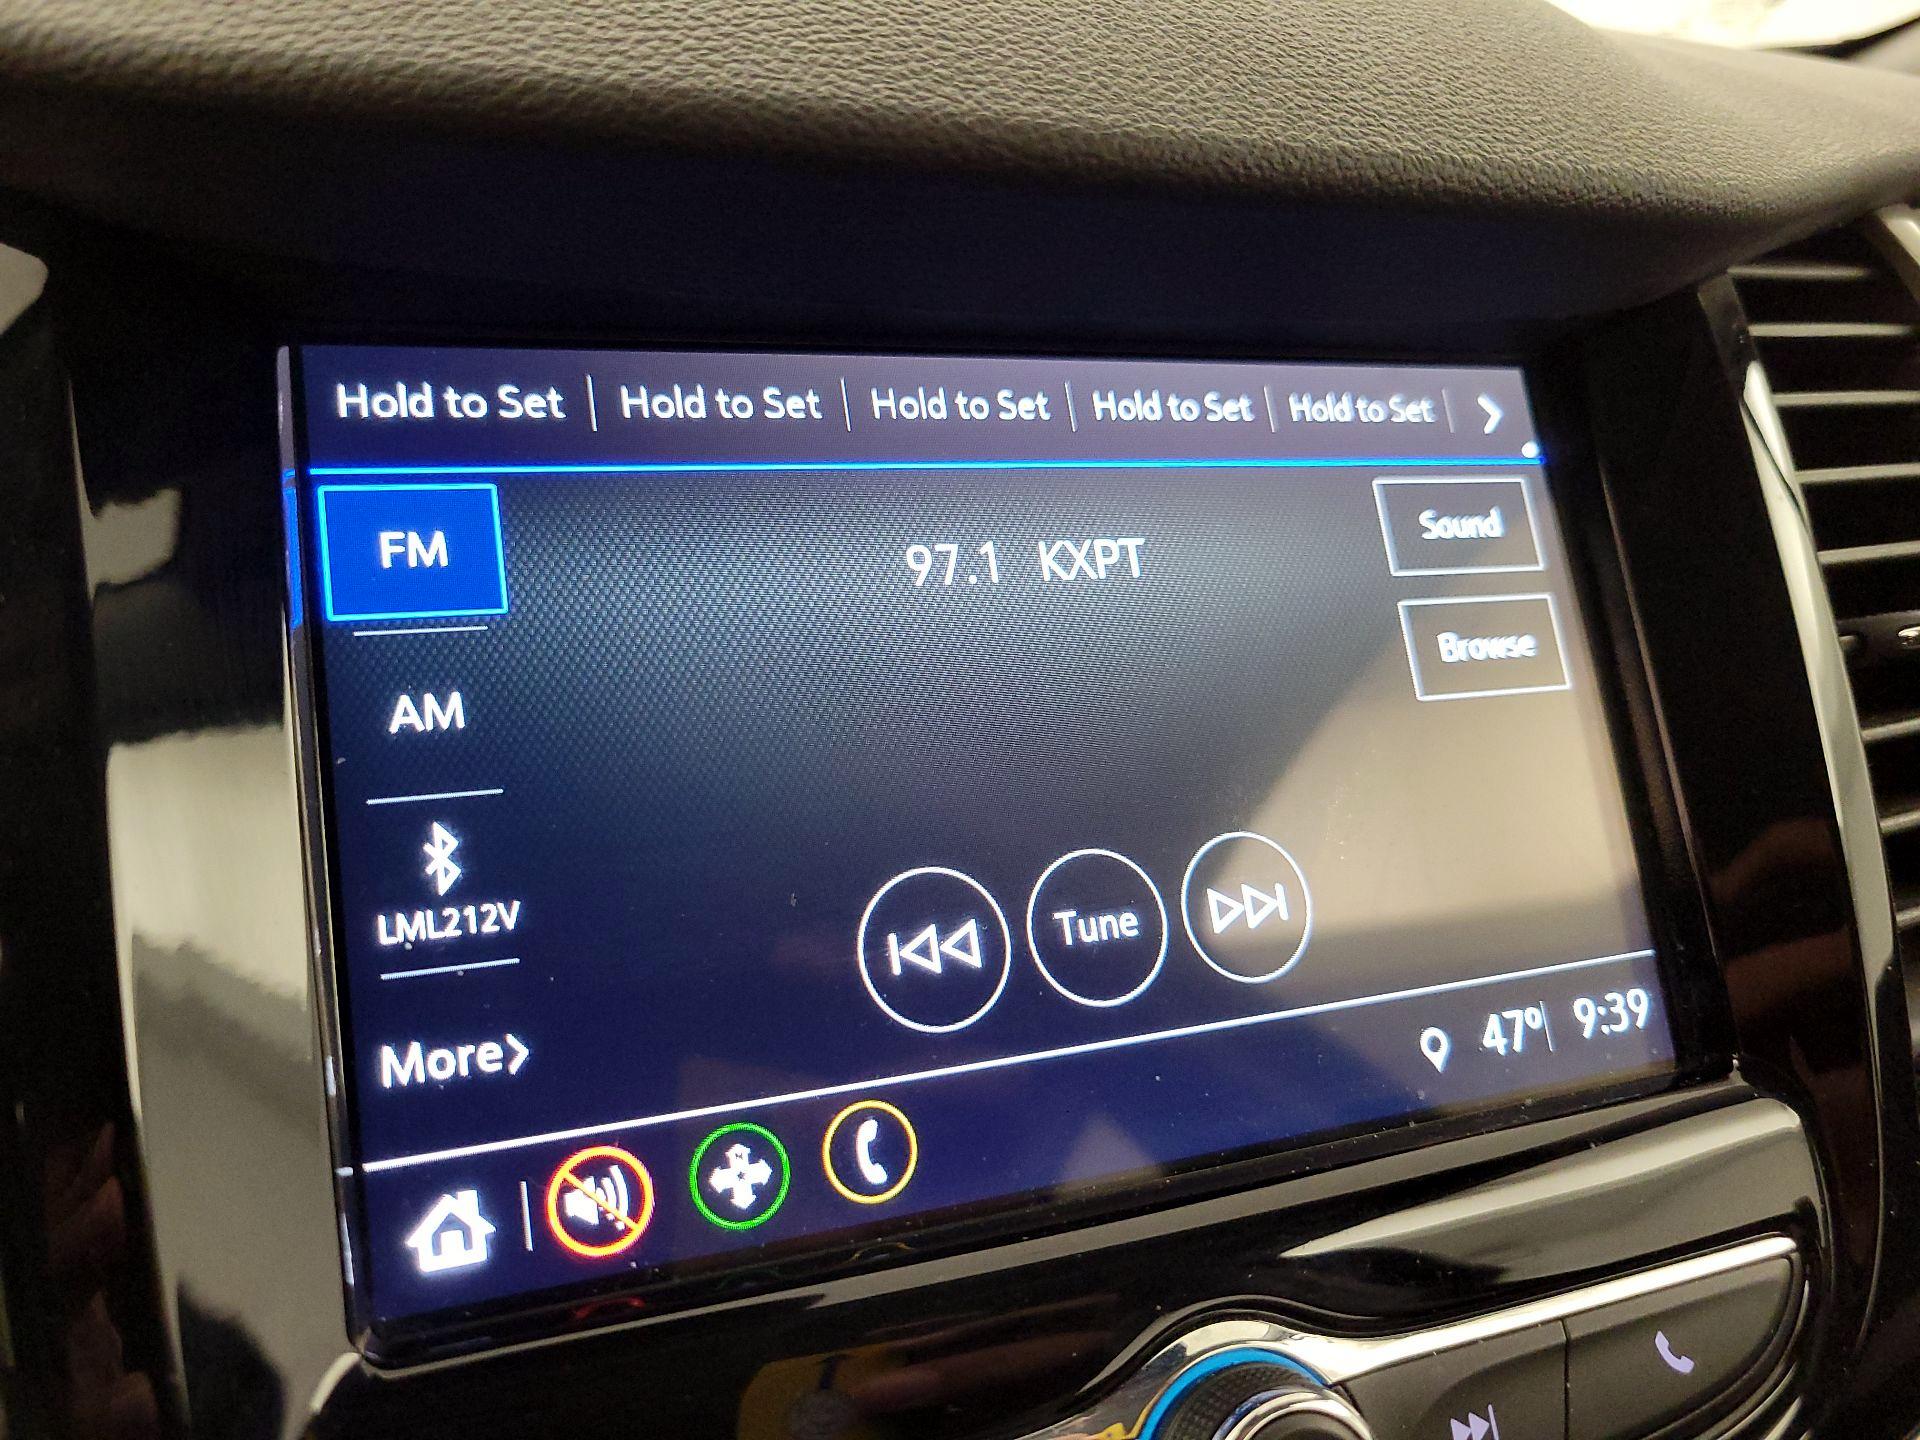 Hold to Set | Hold to Set | Hold to Set | Hold to Set | Hold to Set
FM
97.1 KXPT
Sound
Browse
AM
LML212V
Tune
More>
47° 9:39